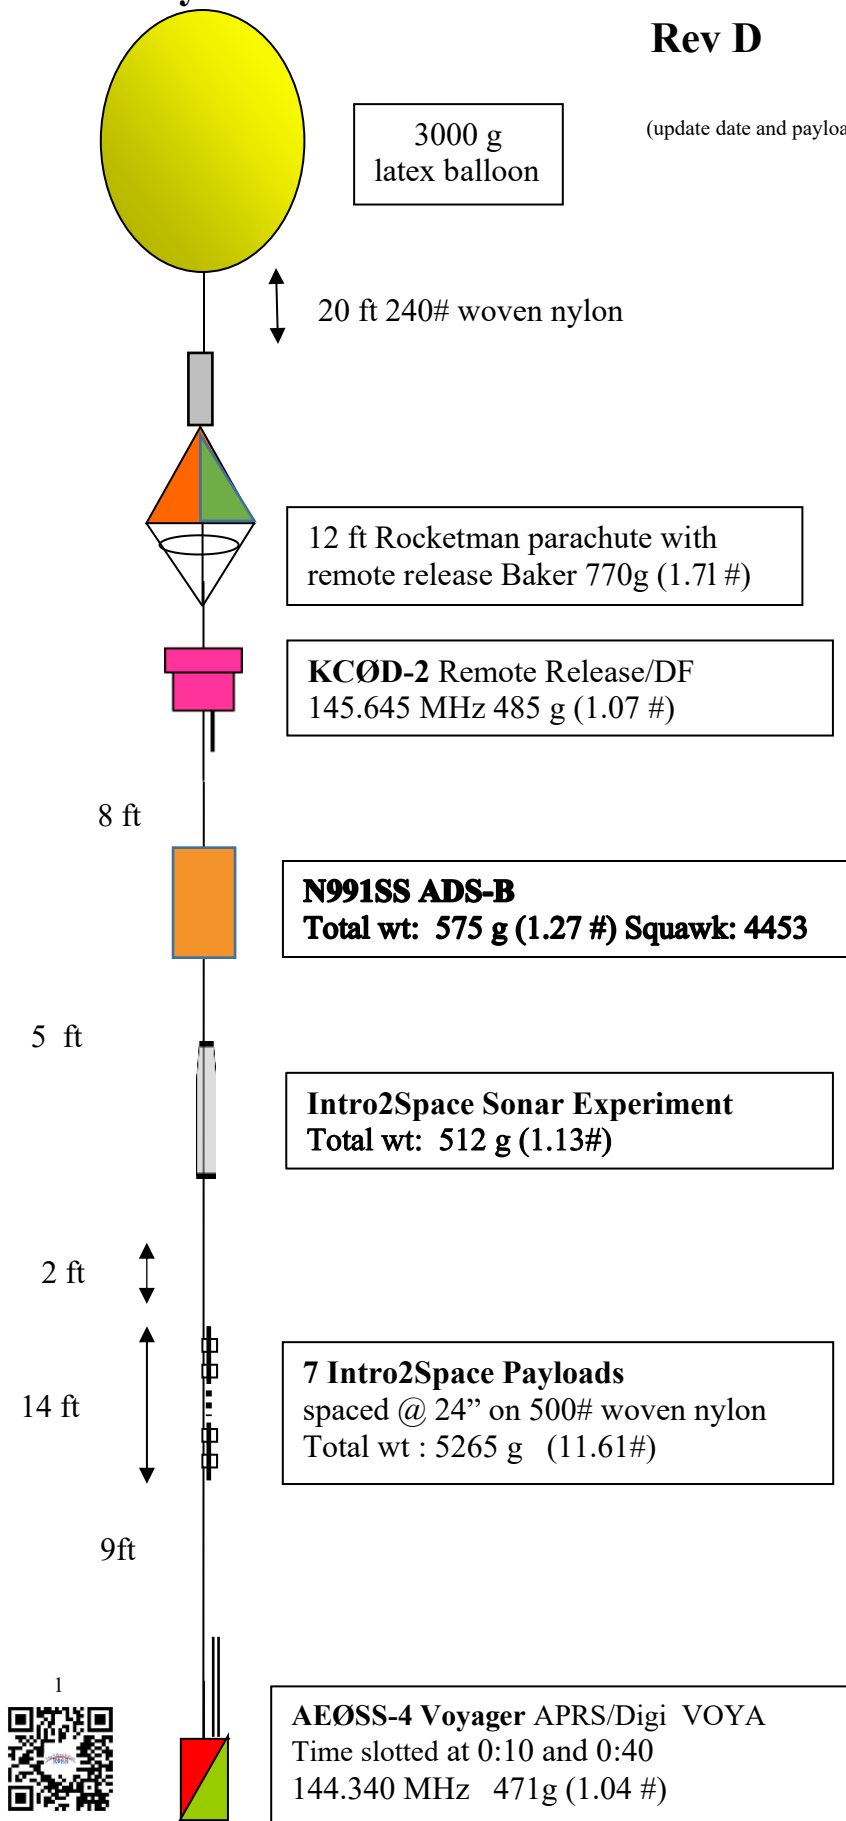 Rev D
3000 g
latex balloon
(update date and
20 ft 240# woven nylon
12 ft Rocketman parachute with
remote release Baker 770g (1.7l #)
KCØD-2 Remote Release/DF
145.645 MHz 485 g (1.07 #)
8 ft
N991SS ADS-B
Total wt: 575 g (1.27 #) Squawk: 4453
5 ft
Intro2Space Sonar Experiment
Total wt: 512 g (1.13#)
2 ft
7 Intro2Space Payloads
spaced @ 24” on 500# woven nylon
Total wt : 5265 g (11.61#)
14 ft
9ft
1
AEØSS-4 Voyager APRS/Digi VOYA
Time slotted at 0:10 and 0:40
144.340 MHz 471g (1.04 #)